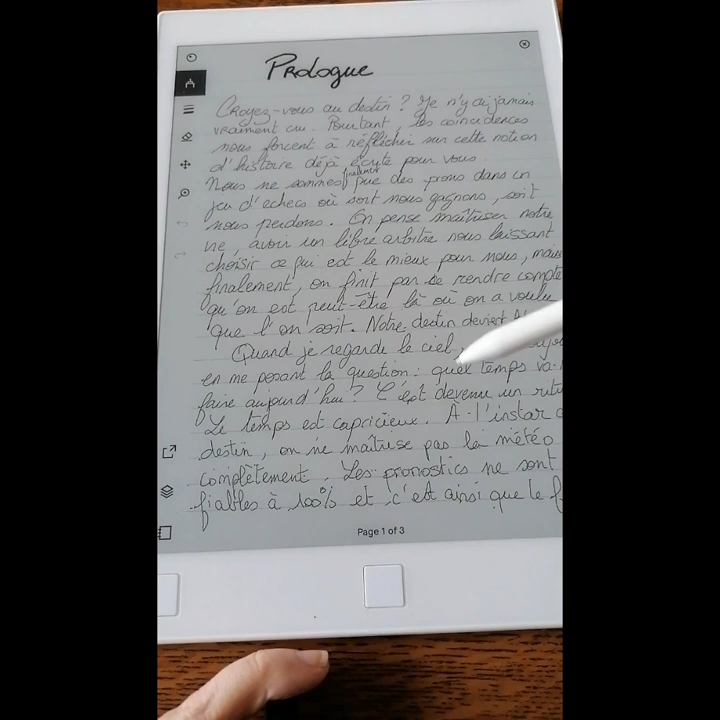 Prologue
Croyez-vous au destin ? Je n'y ai jamais
vraiment cru. Pourtant, les coïncidences
nous forcent à réfléchir sur cette notion
d'histoire déjà écrite pour vous.
Nous ne sommes finalement que des pions dans un
jeu d'échecs où soit nous gagnons, soit
nous perdons. On pense maîtriser notre
vie, avoir un libre arbitre nous laissant
choisir ce qui est le mieux pour nous, mais
finalement, on finit par se rendre compte
qu'on est peut-être là où on a voulu
que l'on soit. Notre destin devient
Quand je regarde le ciel,
en me posant la question : quel temps va-
faire aujourd'hui ? C'est devenu un
Le temps est capricieux. À l'instar
destin, on ne maîtrise pas la météo
complètement. Les pronostics ne sont
fiables à 100% et c'est ainsi que le
Page 1 of 3